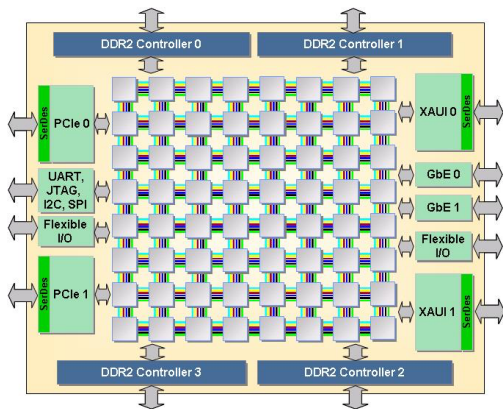 DDR2 Controller 0
DDR2 Controller 1
SerDes
PCIe 0
XAUI 0
SerDes
UART,
JTAG,
I2C, SPI
GbE 0
GbE 1
Flexible
I/O
Flexible
I/O
SerDes
PCIe 1
XAUI 1
SerDes
DDR2 Controller 3
DDR2 Controller 2